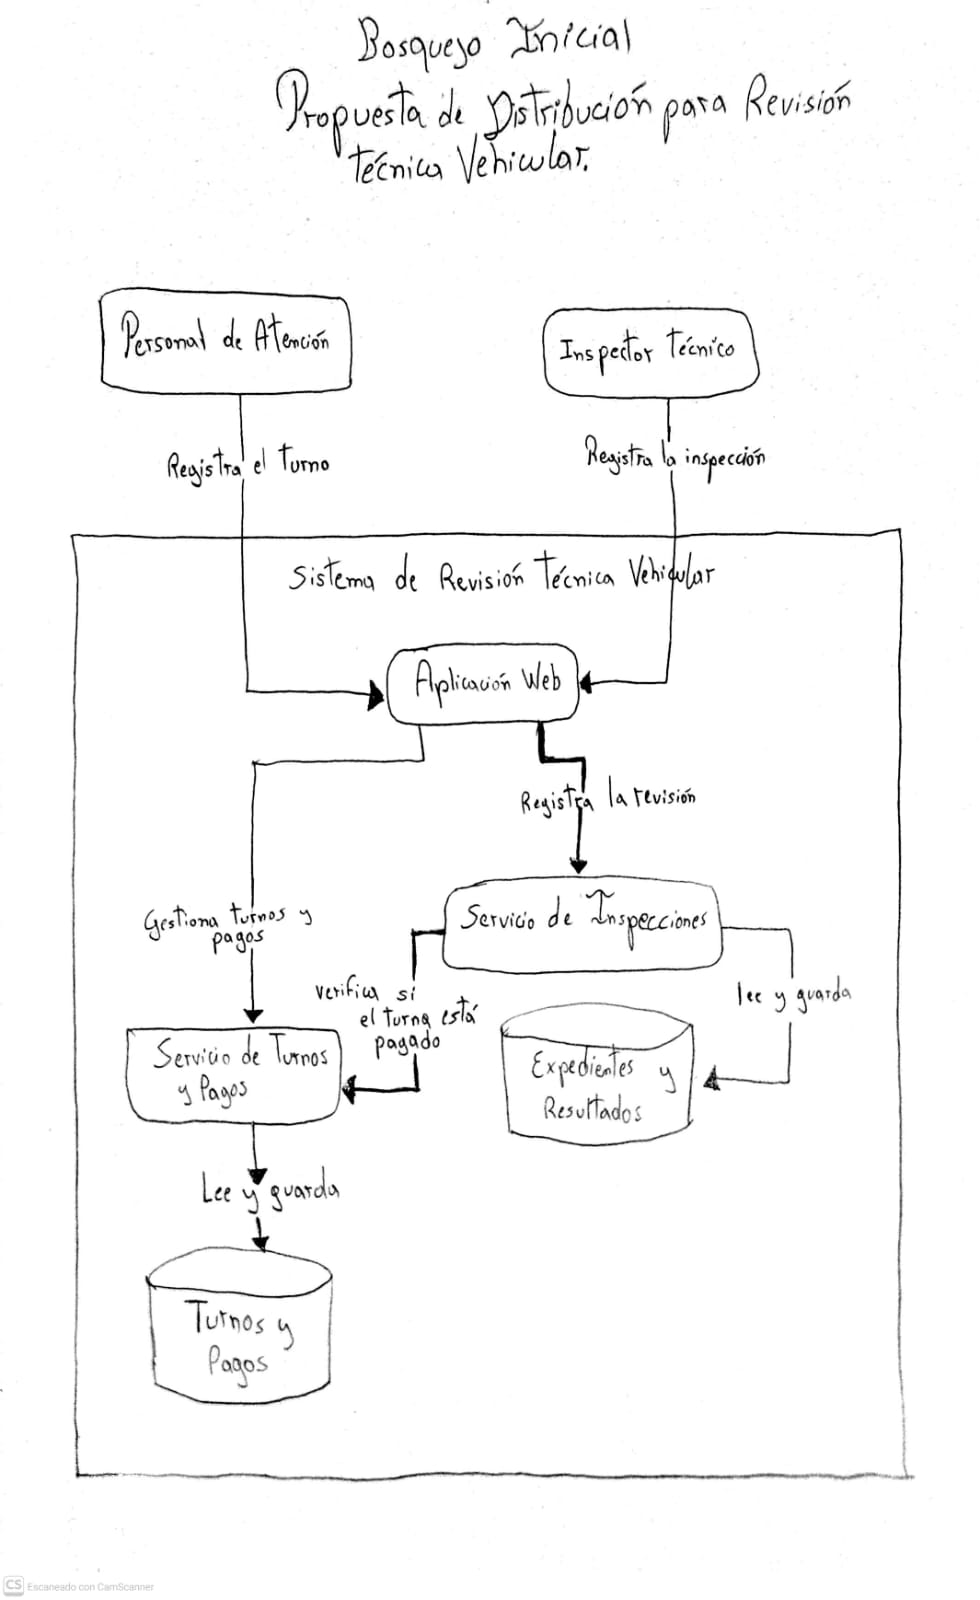 Bosquejo Inicial
Propuesta de Distribución para Revisión
Técnica Vehicular.
Personal de Atención
Inspector Técnico
Registra el turno
Registra la inspección
Sistema de Revisión Técnica Vehicular
Aplicación Web
Registra la revisión
Gestiona turnos y
pagos
Servicio de Inspecciones
verifica si
el turno está
pagado
lee y guarda
Servicio de Turnos
y Pagos
Expedientes y
Resultados
Lee y guarda
Turnos y
Pagos
CS Escaneado con CamScanner